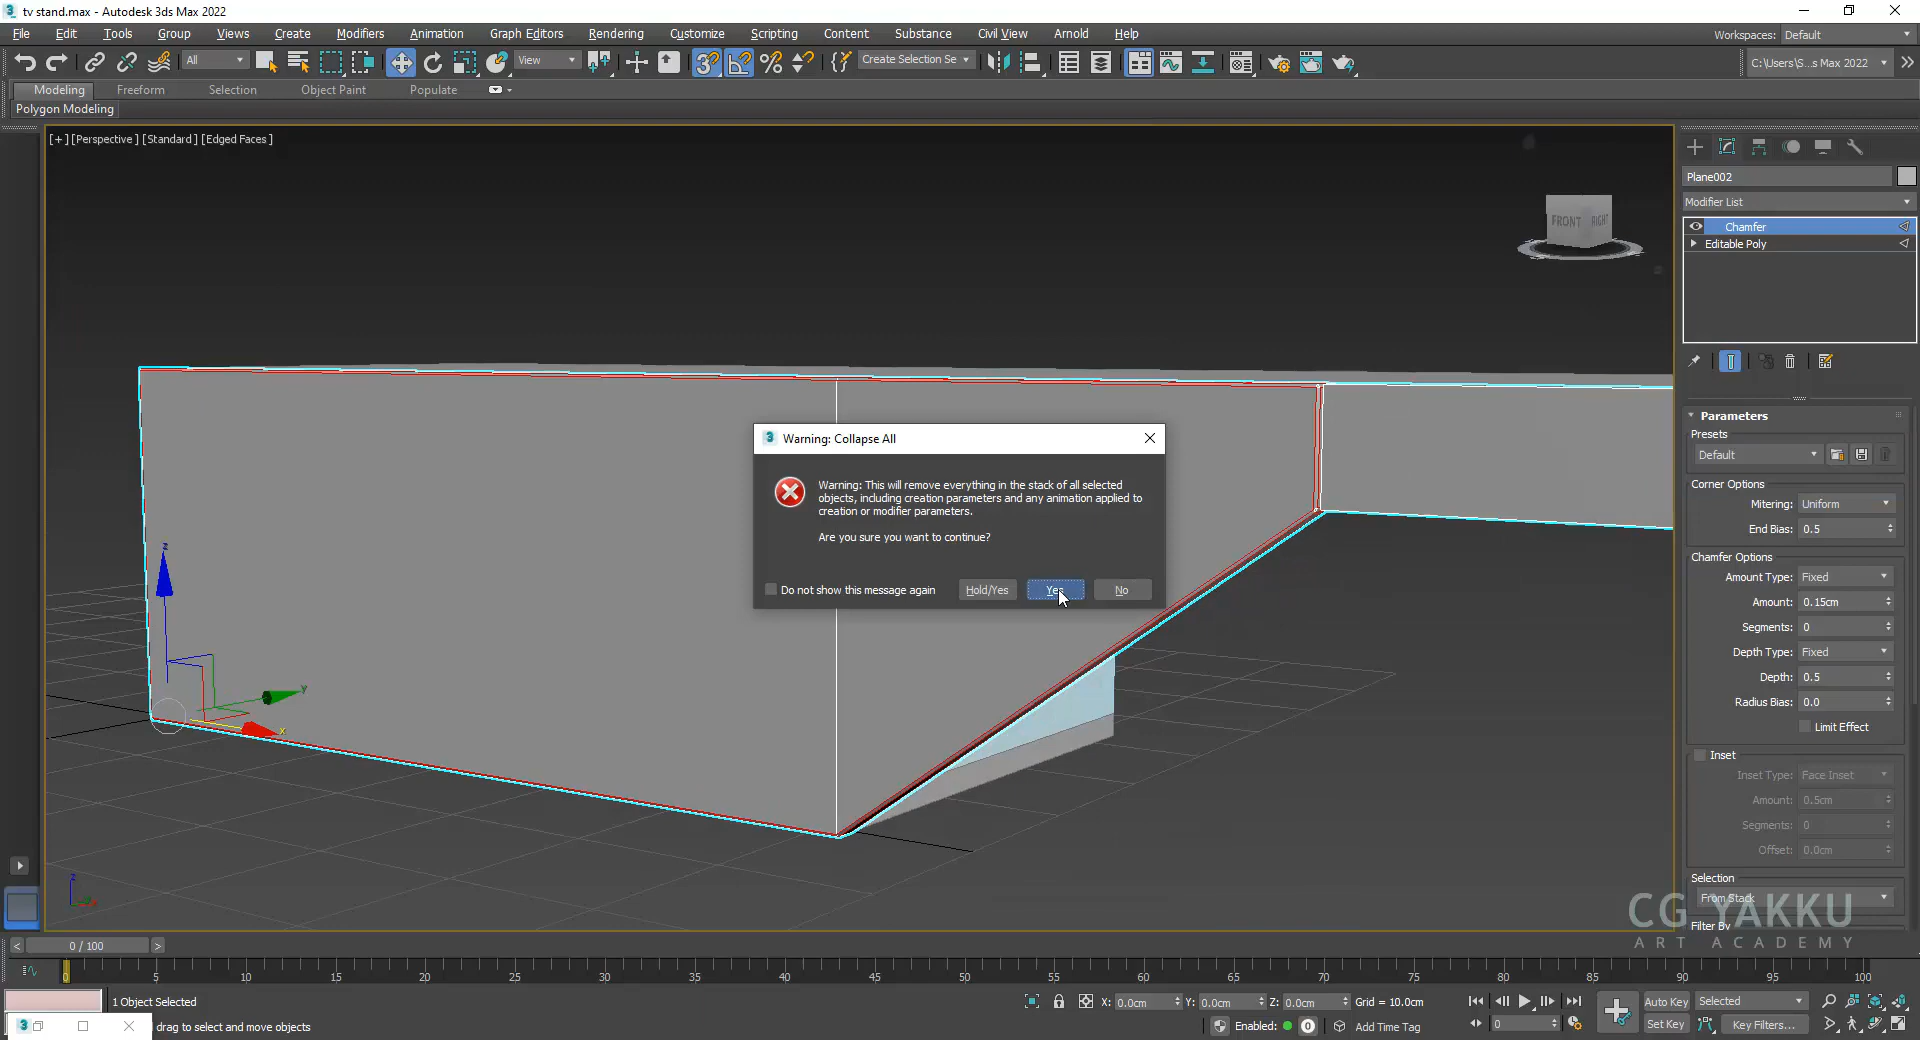 tv stand.max - Autodesk 3ds Max 2022
File Edit Tools Group Views Create Modifiers Animation Graph Editors Rendering Customize Scripting Content Substance Civil View Arnold Help
Workspaces: Default
All View Create Selection Se C:\Users\S...s Max 2022
Modeling Freeform Selection Object Paint Populate
Polygon Modeling
[+] [Perspective] [Standard] [Edged Faces]
FRONT RIGHT
Plane002
Modifier List
Chamfer
Editable Poly
Warning: Collapse All
Warning: This will remove everything in the stack of all selected
objects, including creation parameters and any animation applied to
creation or modifier parameters.
Are you sure you want to continue?
Do not show this message again Hold/Yes Yes No
Parameters
Presets
Default
Corner Options
Mitering: Uniform
End Bias: 0.5
Chamfer Options
Amount Type: Fixed
Amount: 0.15cm
Segments: 0
Depth Type: Fixed
Depth: 0.5
Radius Bias: 0.0
Limit Effect
Inset
Inset Type: Face Inset
Amount: 0.5cm
Segments: 0
Offset: 0.0cm
Selection
From Stack
Filter By
z
y
x
z
CG YAKKU
ART ACADEMY
< 0 / 100 >
0 5 10 15 20 25 30 35 40 45 50 55 60 65 70 75 80 85 90 95 100
1 Object Selected
X: 0.0cm Y: 0.0cm Z: 0.0cm Grid = 10.0cm
Auto Key Selected
drag to select and move objects
Enabled: 0 Add Time Tag
0 Set Key Key Filters...